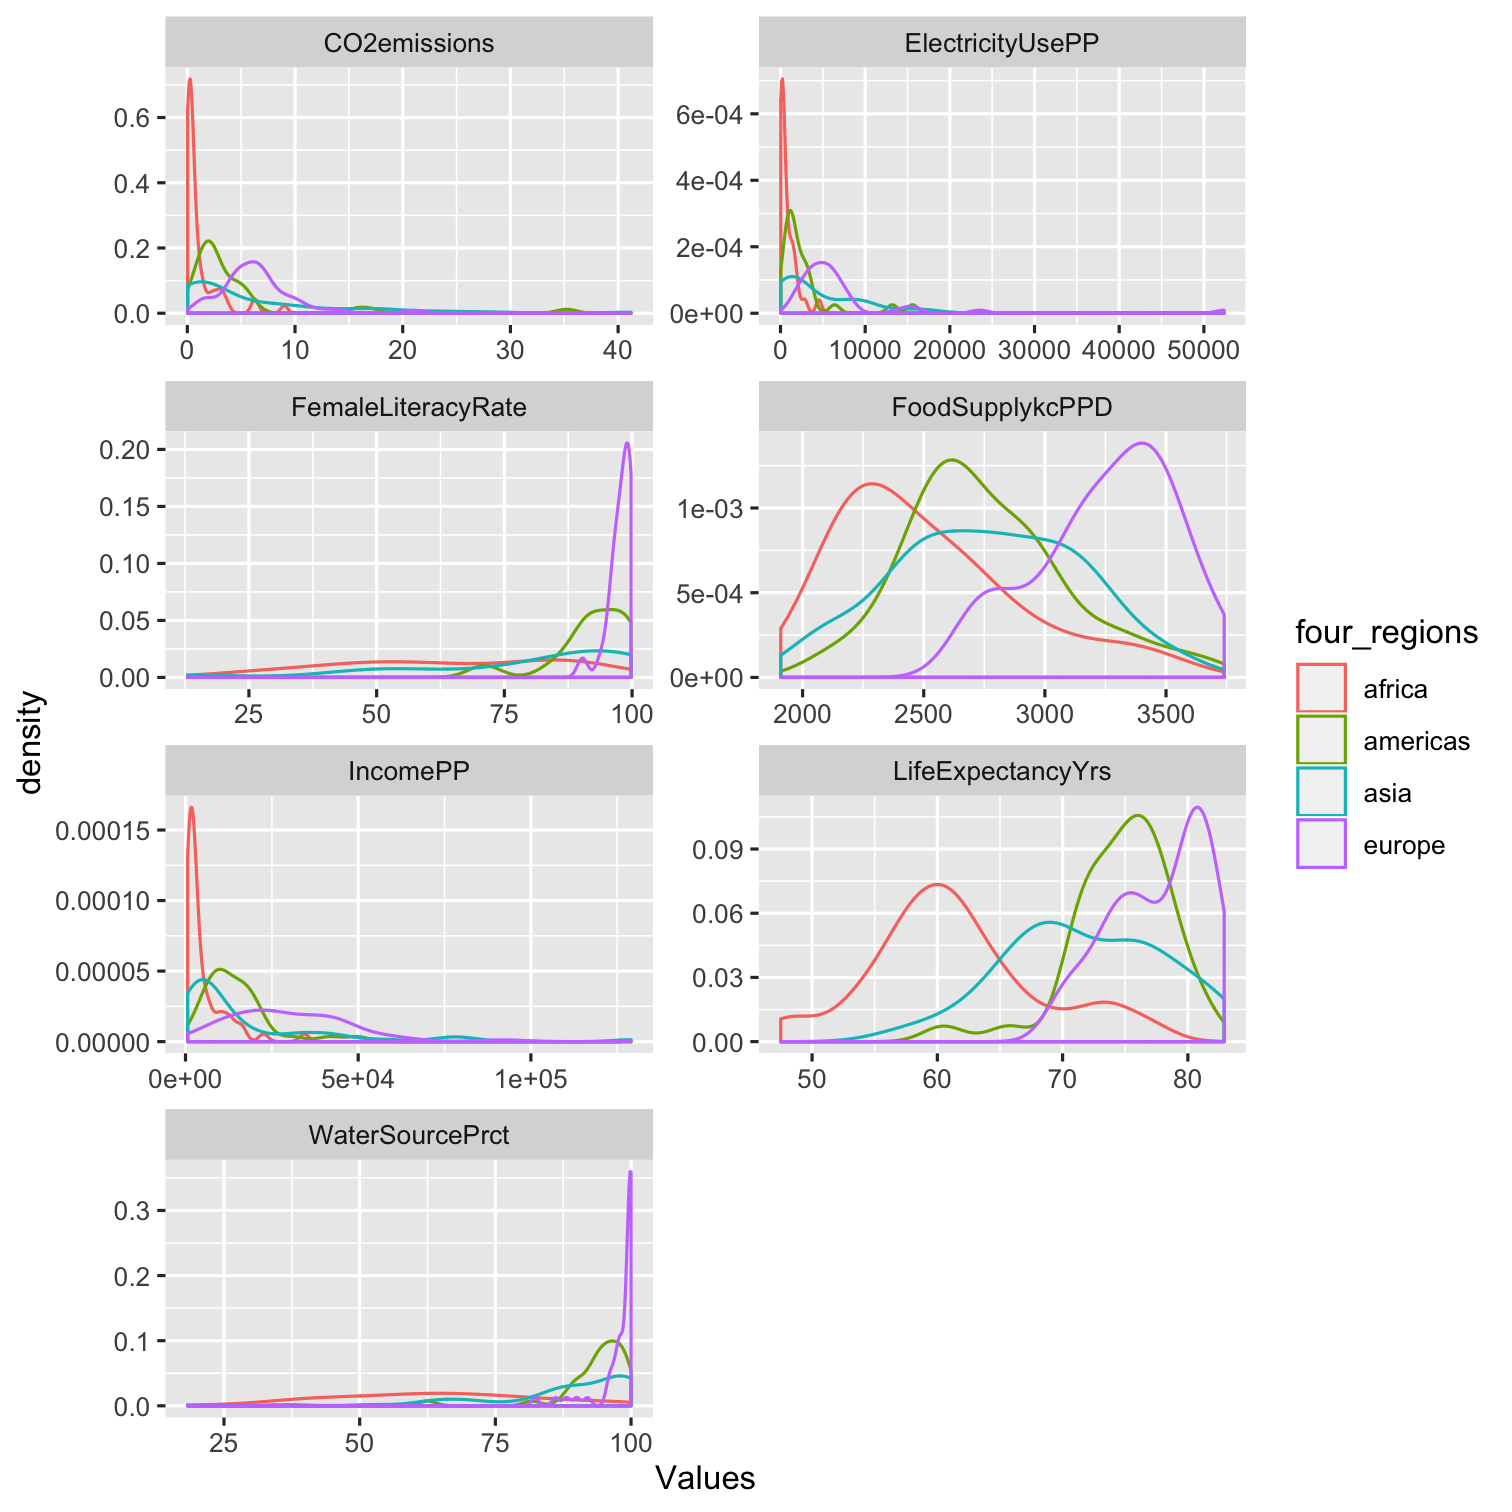 CO2emissions
ElectricityUsePP
0.6
0.4
0.2
0.0
0 10 20 30 40
6e-04
4e-04
2e-04
0e+00
0 10000 20000 30000 40000 50000
FemaleLiteracyRate
FoodSupplykcPPD
0.20
0.15
0.10
0.05
0.00
25 50 75 100
1e-03
5e-04
0e+00
2000 2500 3000 3500
density
IncomePP
LifeExpectancyYrs
0.00015
0.00010
0.00005
0.00000
0e+00 5e+04 1e+05
0.09
0.06
0.03
0.00
50 60 70 80
WaterSourcePrct
0.3
0.2
0.1
0.0
25 50 75 100
Values
four_regions
africa
americas
asia
europe